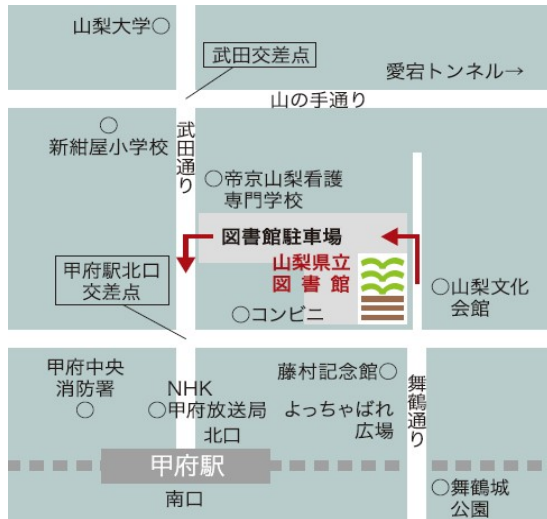 山梨大学○
武田交差点
愛宕トンネル→
山の手通り
○
新紺屋小学校
武田通り
○帝京山梨看護
専門学校
図書館駐車場
山梨県立
図書館
甲府駅北口
交差点
○コンビニ
○山梨文化
会館
甲府中央
消防署
○
NHK
○甲府放送局
北口
藤村記念館○
よっちゃばれ
広場
舞鶴通り
甲府駅
南口
○舞鶴城
公園